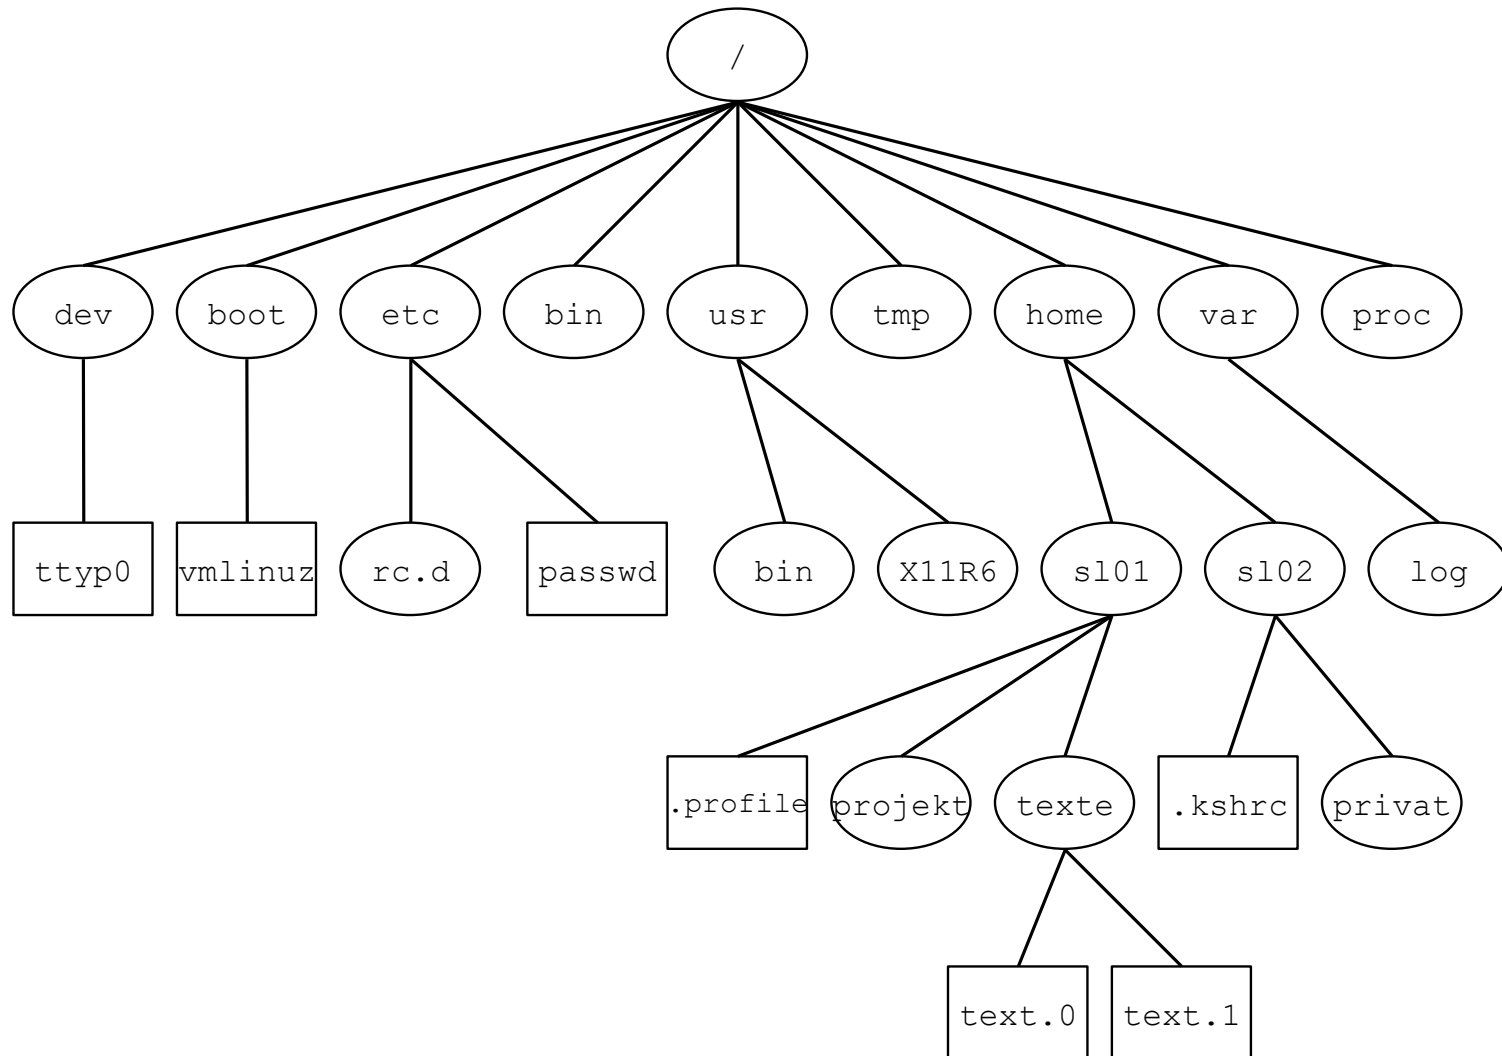 /
dev boot etc bin usr tmp home var proc
ttyp0 vmlinuz rc.d passwd bin X11R6 sl01 sl02 log
.profile projekt texte .kshrc privat
text.0 text.1